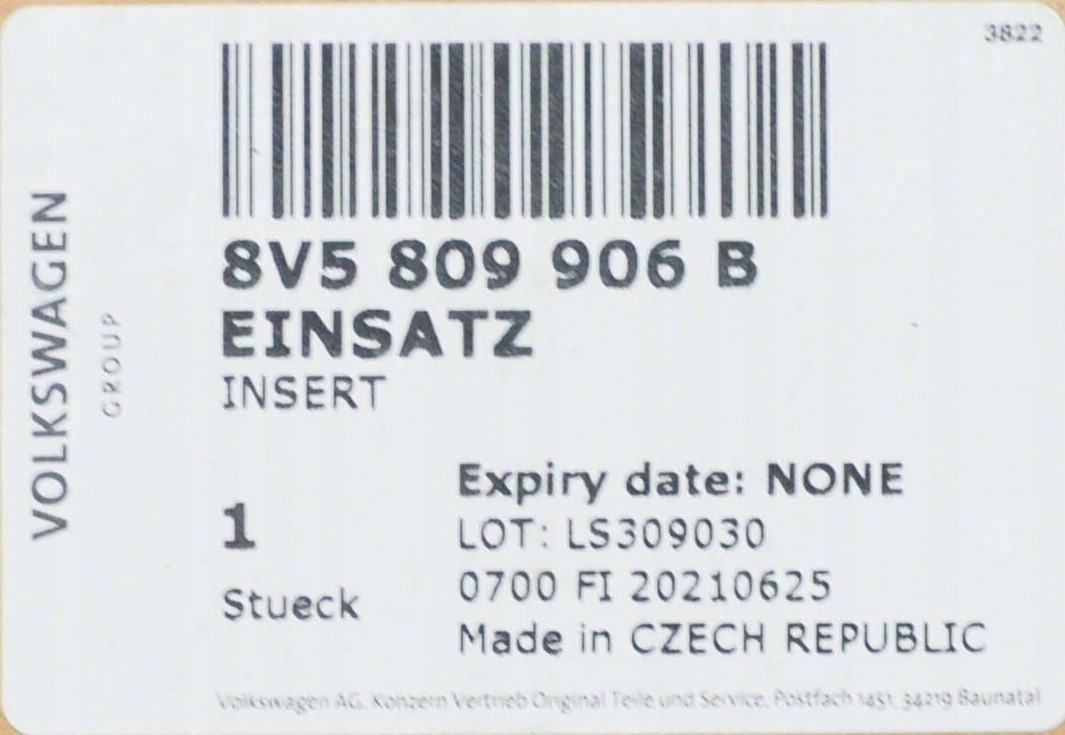 3822
VOLKSWAGEN
GROUP
8V5 809 906 B
EINSATZ
INSERT
1
Stueck
Expiry date: NONE
LOT: LS309030
0700 FI 20210625
Made in CZECH REPUBLIC
Volkswagen AG, Konzern Vertrieb Original Teile und Service, Postfach 1451, 34219 Baunatal